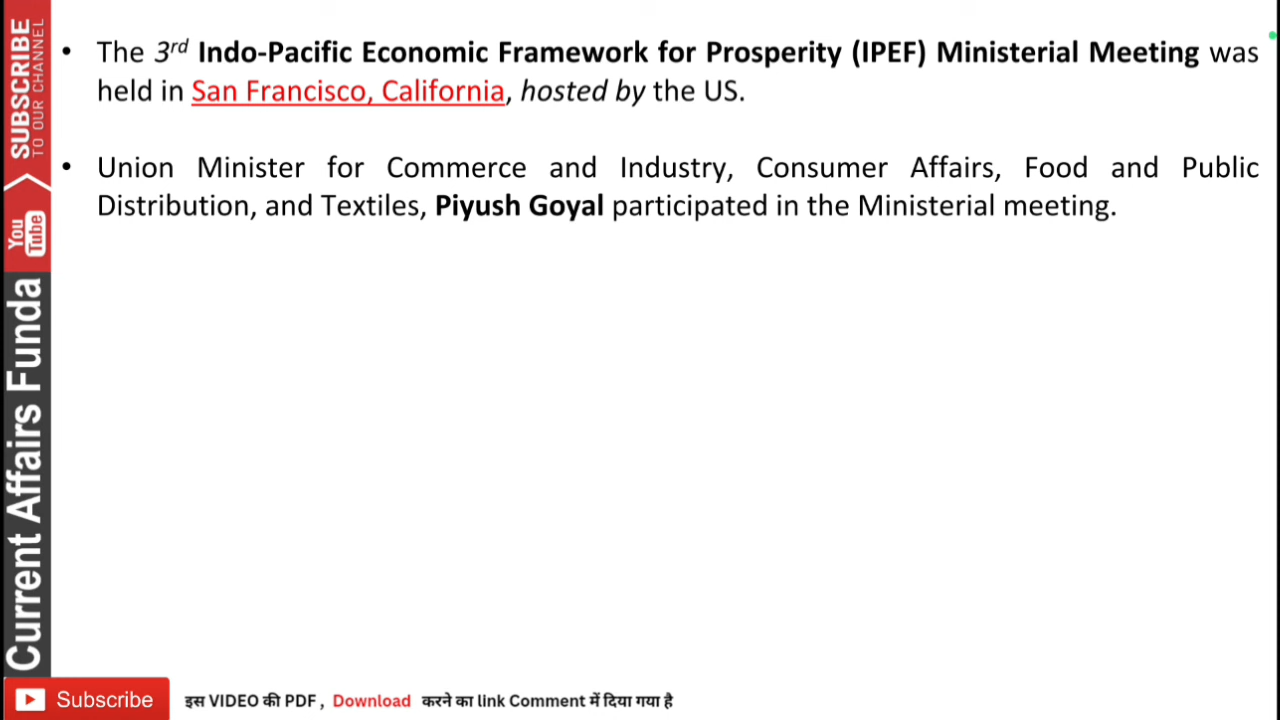 • The 3rd Indo-Pacific Economic Framework for Prosperity (IPEF) Ministerial Meeting was
held in San Francisco, California, hosted by the US.
• Union Minister for Commerce and Industry, Consumer Affairs, Food and Public
Distribution, and Textiles, Piyush Goyal participated in the Ministerial meeting.
SUBSCRIBE
TO OUR CHANNEL
You
Tube
Current Affairs Funda
Subscribe
इस VIDEO की PDF , Download करने का link Comment में दिया गया है